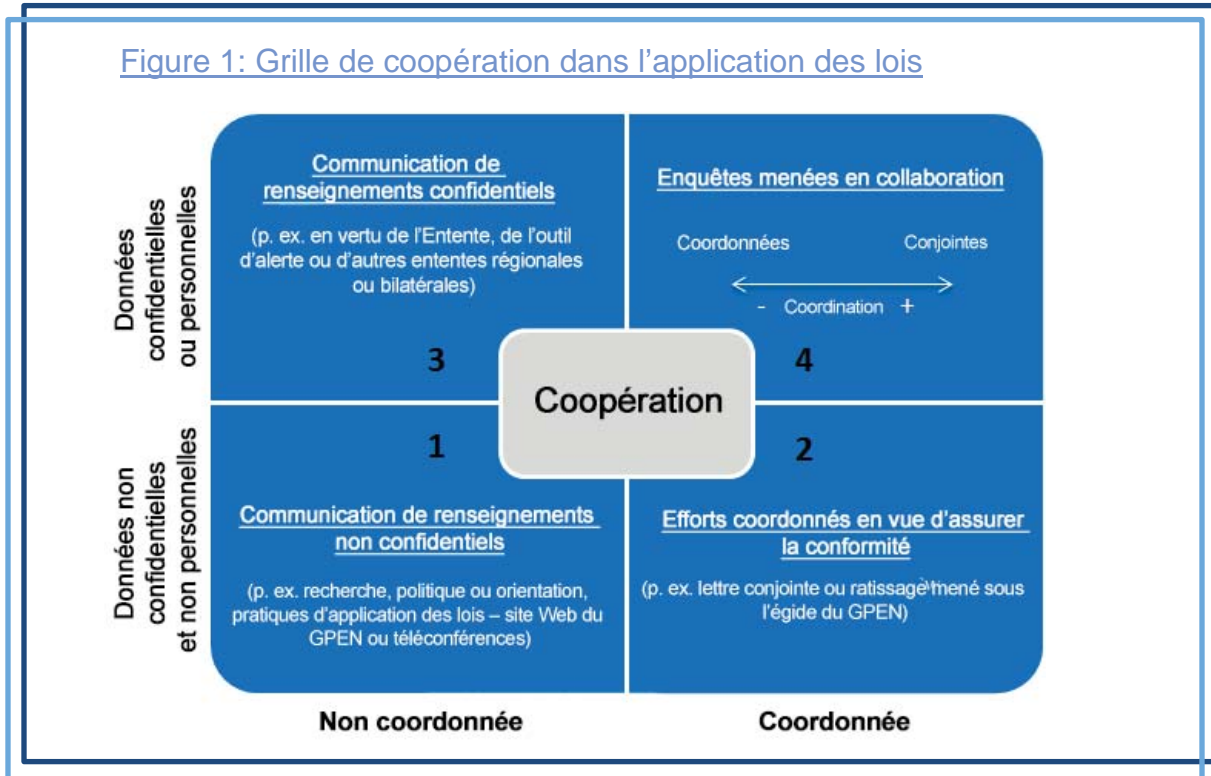 Figure 1: Grille de coopération dans l'application des lois
Données
confidentielles
ou personnelles
Communication de
renseignements confidentiels
(p. ex. en vertu de l'Entente, de l'outil
d'alerte ou d'autres ententes régionales
ou bilatérales)
3
Enquêtes menées en collaboration
Coordonnées Conjointes
- Coordination +
4
Coopération
Données non
confidentielles
et non personnelles
1
Communication de renseignements
non confidentiels
(p. ex. recherche, politique ou orientation,
pratiques d'application des lois – site Web du
GPEN ou téléconférences)
2
Efforts coordonnés en vue d'assurer
la conformité
(p. ex. lettre conjointe ou ratissage mené sous
l'égide du GPEN)
Non coordonnée
Coordonnée